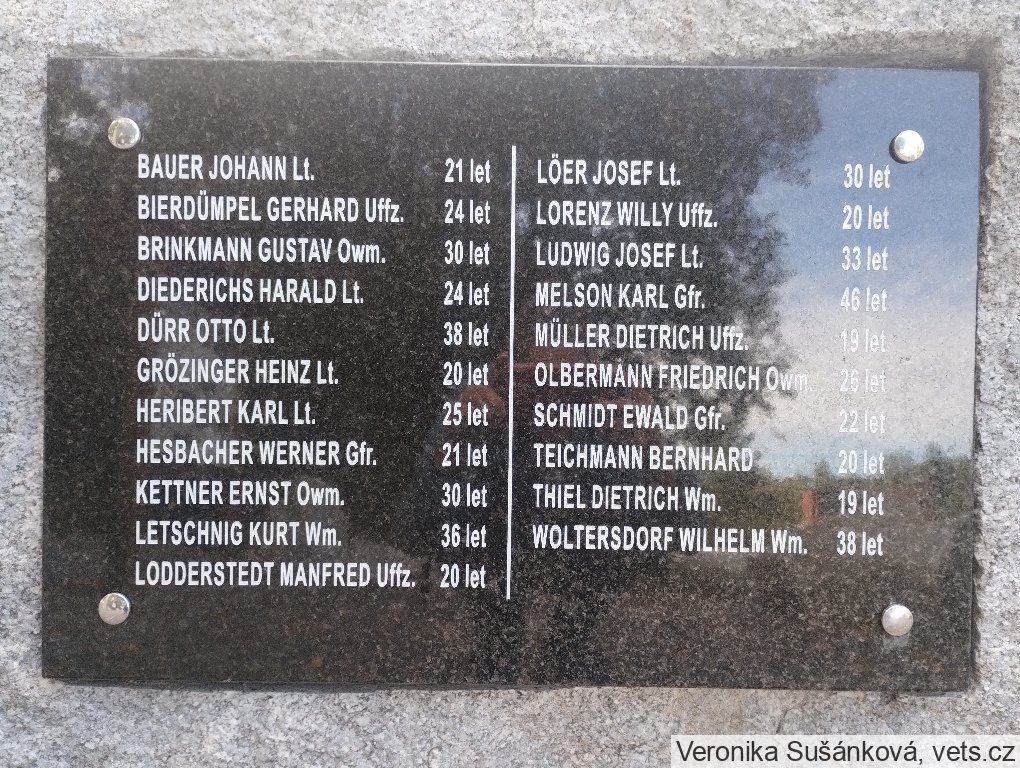 BAUER JOHANN Lt. 21 let
BIERDÜMPEL GERHARD Uffz. 24 let
BRINKMANN GUSTAV Owm. 30 let
DIEDERICHS HARALD Lt. 24 let
DÜRR OTTO Lt. 38 let
GRÖZINGER HEINZ Lt. 20 let
HERIBERT KARL Lt. 25 let
HESBACHER WERNER Gfr. 21 let
KETTNER ERNST Owm. 30 let
LETSCHNIG KURT Wm. 36 let
LODDERSTEDT MANFRED Uffz. 20 let
LÖER JOSEF Lt. 30 let
LORENZ WILLY Uffz. 20 let
LUDWIG JOSEF Lt. 33 let
MELSON KARL Gfr. 46 let
MÜLLER DIETRICH Uffz. 19 let
OLBERMANN FRIEDRICH Owm. 26 let
SCHMIDT EWALD Gfr. 22 let
TEICHMANN BERNHARD 20 let
THIEL DIETRICH Wm. 19 let
WOLTERSDORF WILHELM Wm. 38 let
Veronika Sušánková, vets.cz